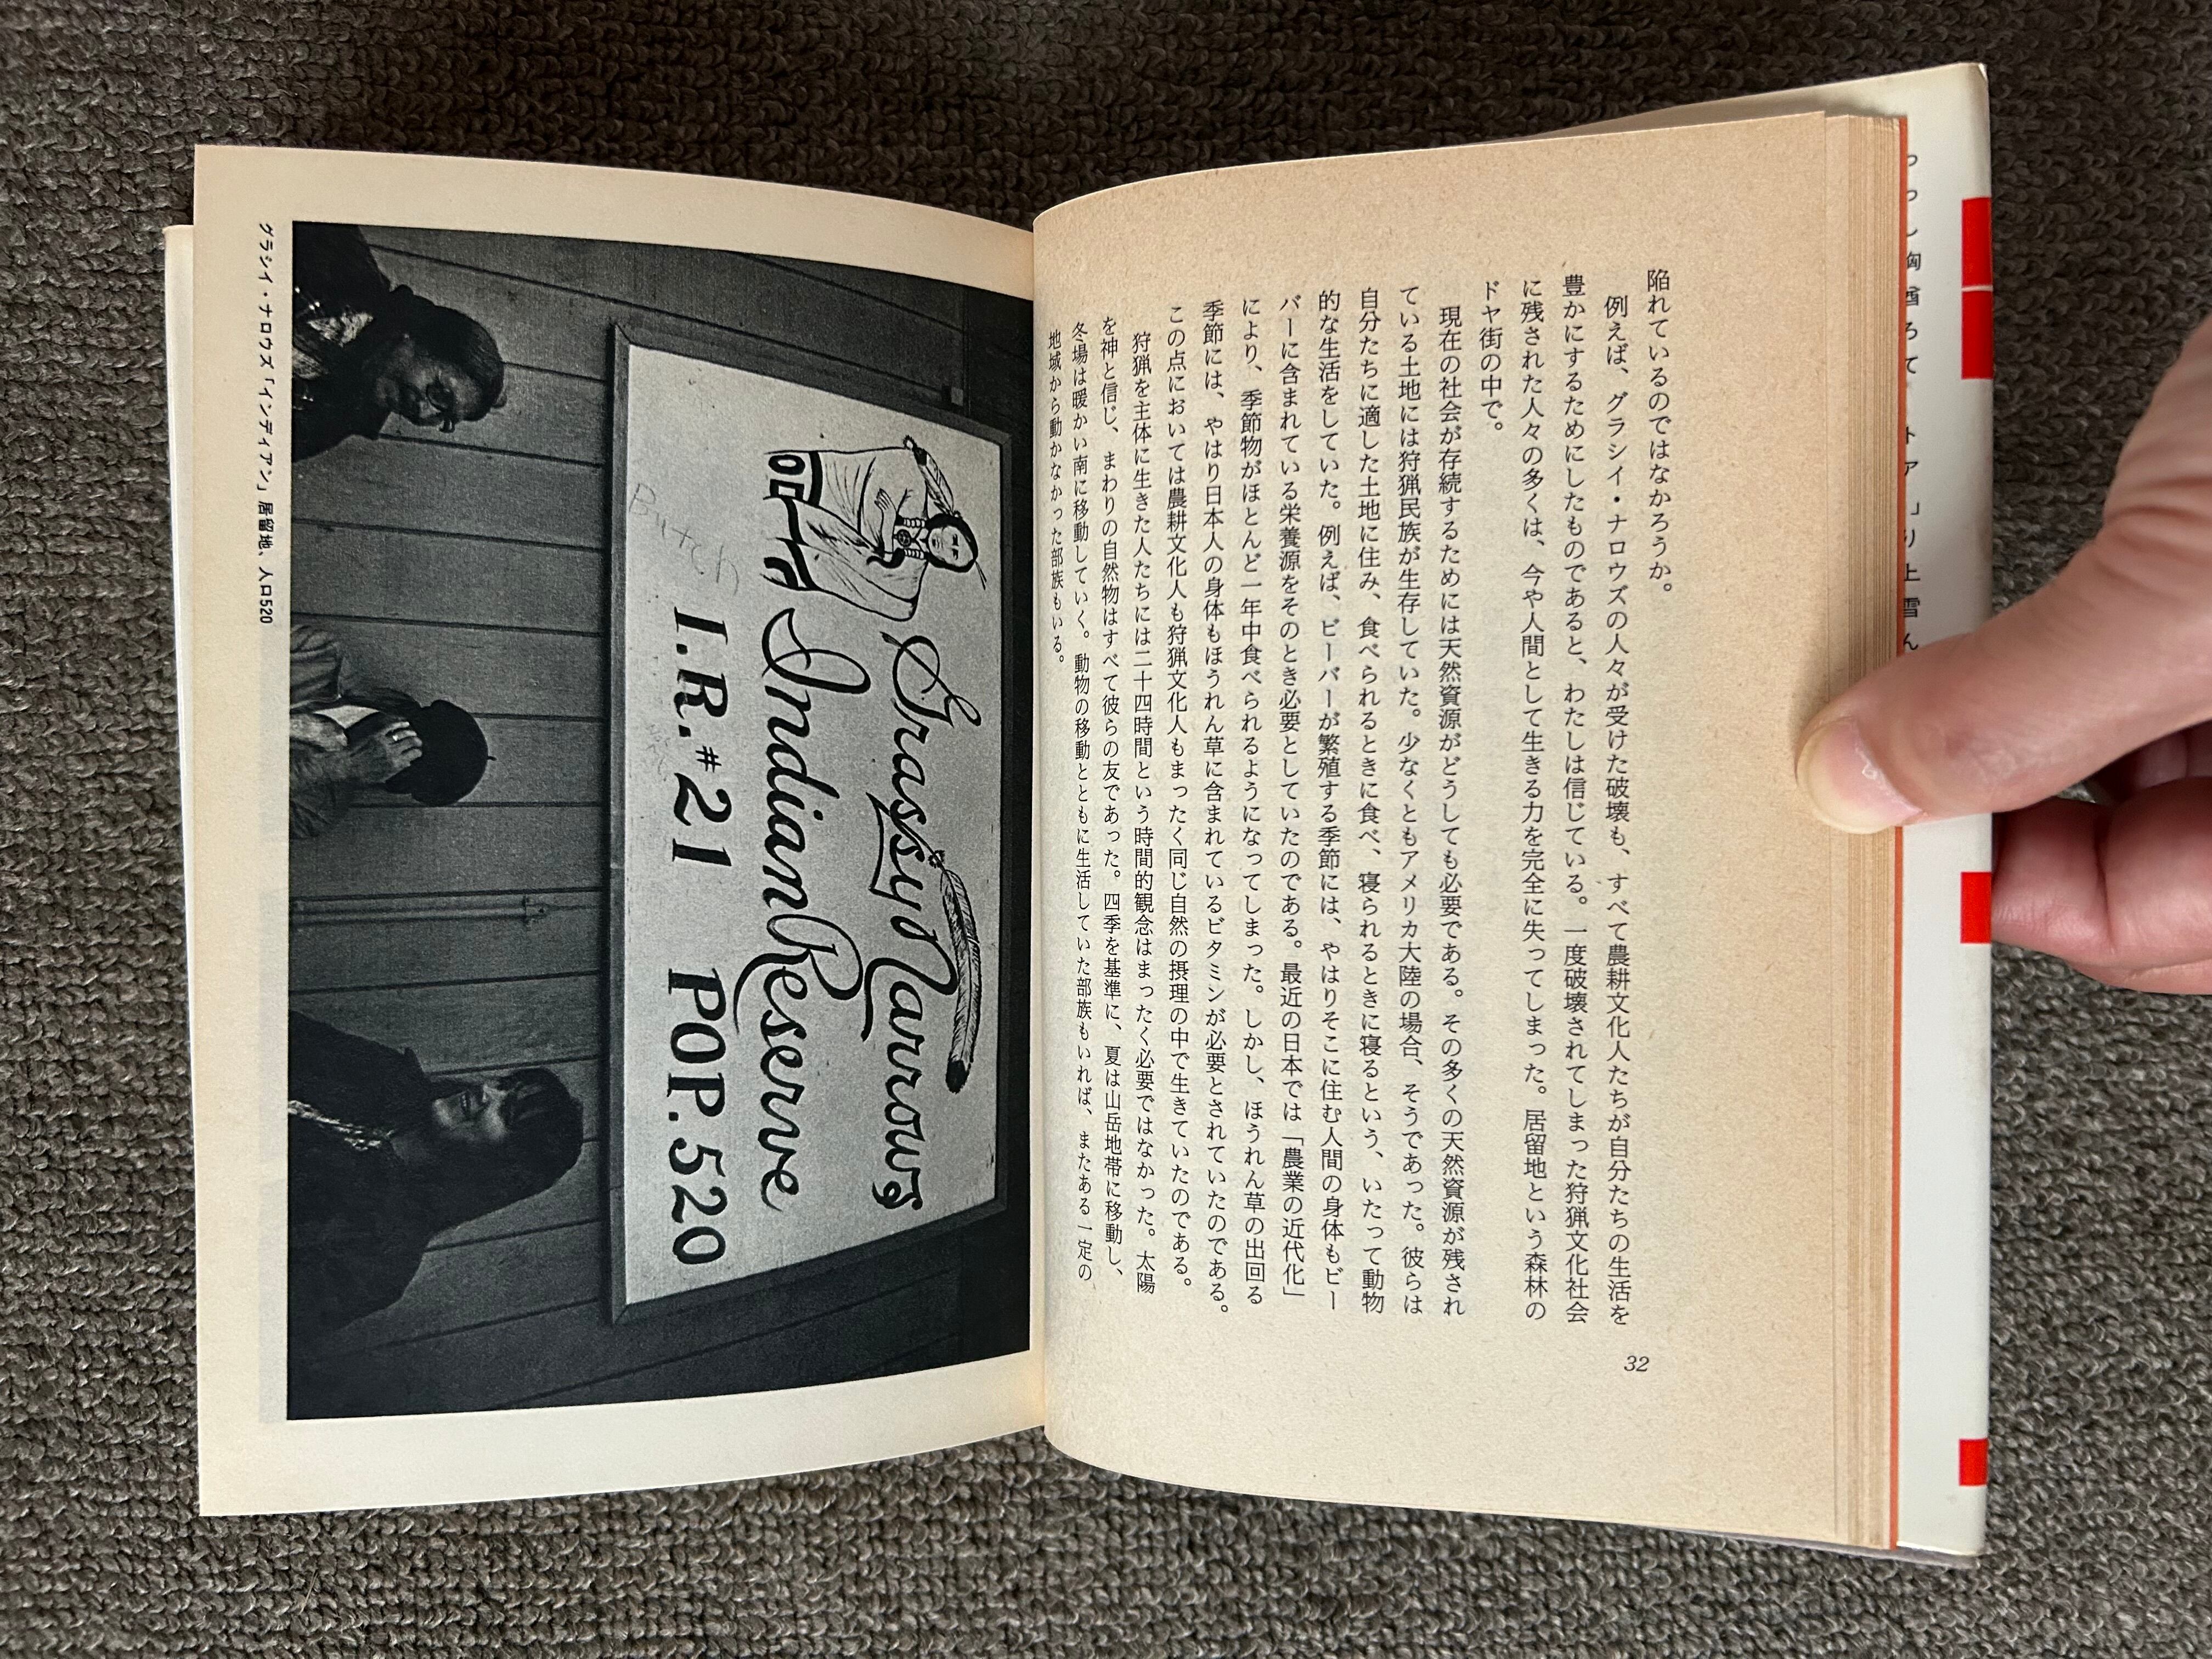 陥れているのではなかろうか。
例えば、グラシイ・ナロウズの人々が受けた破壊も、すべて農耕文化人たちが自分たちの生活を
豊かにするためにしたものであると、わたしは信じている。一度破壊されてしまった狩猟文化社会
に残された人々の多くは、今や人間として生きる力を完全に失ってしまった。居留地という森林の
ドヤ街の中で。
現在の社会が存続するためには天然資源がどうしても必要である。その多くの天然資源が残され
ている土地には狩猟民族が生存していた。少なくともアメリカ大陸の場合、そうであった。彼らは
自分たちに適した土地に住み、食べられるときに食べ、寝られるときに寝るという、いたって動物
的な生活をしていた。例えば、ビーバーが繁殖する季節には、やはりそこに住む人間の身体もビー
バーに含まれている栄養源をそのとき必要としていたのである。最近の日本では「農業の近代化」
により、季節物がほとんど一年中食べられるようになってしまった。しかし、ほうれん草の出回る
季節には、やはり日本人の身体もほうれん草に含まれているビタミンが必要とされていたのである。
この点においては農耕文化人も狩猟文化人もまったく同じ自然の摂理の中で生きていたのである。
狩猟を主体に生きた人たちには二十四時間という時間的観念はまったく必要ではなかった。太陽
を神と信じ、まわりの自然物はすべて彼らの友であった。四季を基準に、夏は山岳地帯に移動し、
冬場は暖かい南に移動していく。動物の移動とともに生活していた部族もいれば、またある一定の
地域から動かなかった部族もいる。
32
Grassy Narrows
Indian Reserve
I.R.#21 POP.520
Butch
グラシイ・ナロウズ「インディアン」居留地、人口520